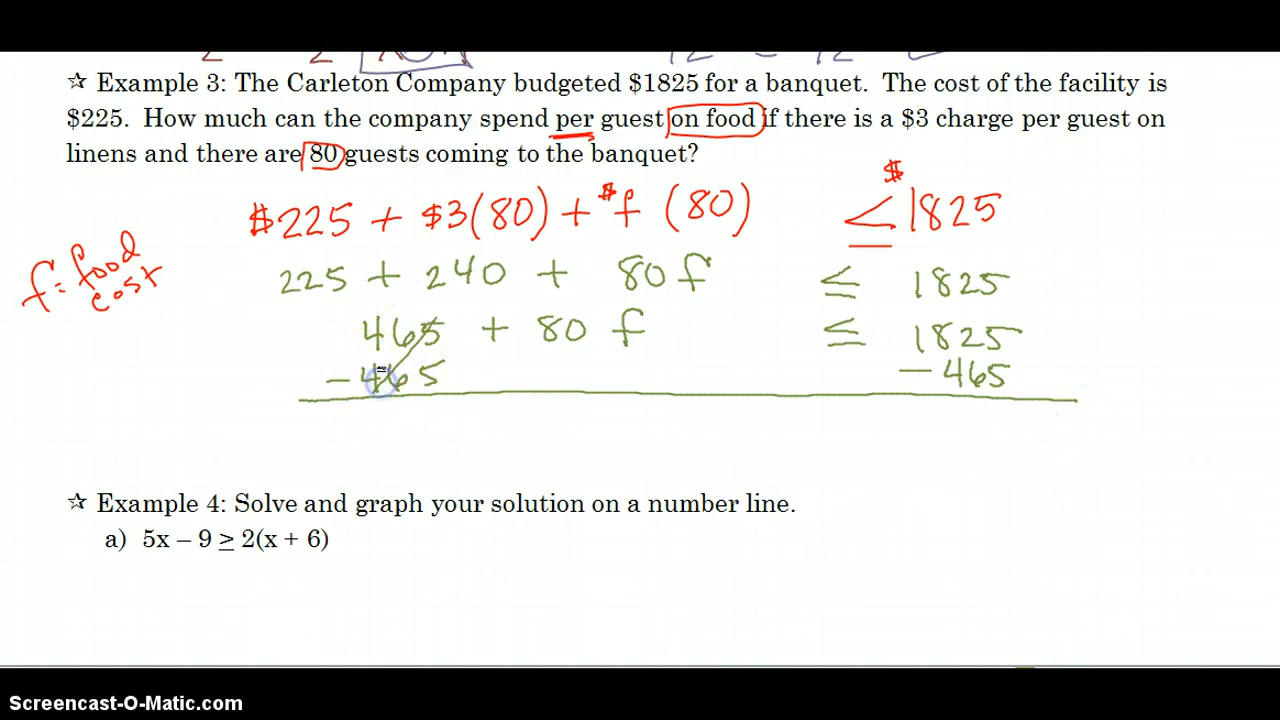 ☆ Example 3: The Carleton Company budgeted $1825 for a banquet. The cost of the facility is
$225. How much can the company spend per guest on food if there is a $3 charge per guest on
linens and there are 80 guests coming to the banquet?
$225 + $3(80) + $f (80) ≤ $1825
f = food cost
225 + 240 + 80f ≤ 1825
465 + 80 f ≤ 1825
-465 -465
☆ Example 4: Solve and graph your solution on a number line.
a) 5x – 9 ≥ 2(x + 6)
Screencast-O-Matic.com